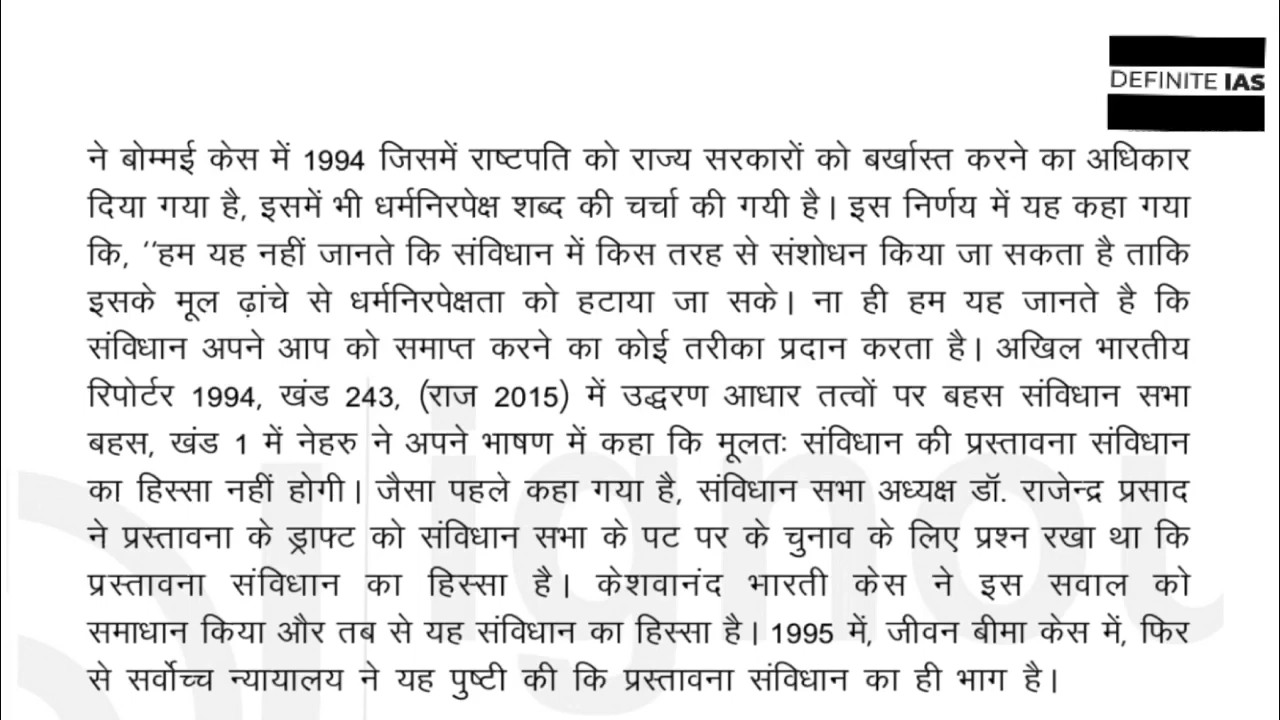 DEFINITE IAS
ने बोम्मई केस में 1994 जिसमें राष्टपति को राज्य सरकारों को बर्खास्त करने का अधिकार
दिया गया है, इसमें भी धर्मनिरपेक्ष शब्द की चर्चा की गयी है। इस निर्णय में यह कहा गया
कि, ‘‘हम यह नहीं जानते कि संविधान में किस तरह से संशोधन किया जा सकता है ताकि
इसके मूल ढ़ांचे से धर्मनिरपेक्षता को हटाया जा सके। ना ही हम यह जानते है कि
संविधान अपने आप को समाप्त करने का कोई तरीका प्रदान करता है। अखिल भारतीय
रिपोर्टर 1994, खंड 243, (राज 2015) में उद्धरण आधार तत्वों पर बहस संविधान सभा
बहस, खंड 1 में नेहरु ने अपने भाषण में कहा कि मूलतः संविधान की प्रस्तावना संविधान
का हिस्सा नहीं होगी। जैसा पहले कहा गया है, संविधान सभा अध्यक्ष डॉ. राजेन्द्र प्रसाद
ने प्रस्तावना के ड्राफ्ट को संविधान सभा के पट पर के चुनाव के लिए प्रश्न रखा था कि
प्रस्तावना संविधान का हिस्सा है। केशवानंद भारती केस ने इस सवाल को
समाधान किया और तब से यह संविधान का हिस्सा है। 1995 में, जीवन बीमा केस में, फिर
से सर्वोच्च न्यायालय ने यह पुष्टी की कि प्रस्तावना संविधान का ही भाग है।
ignou